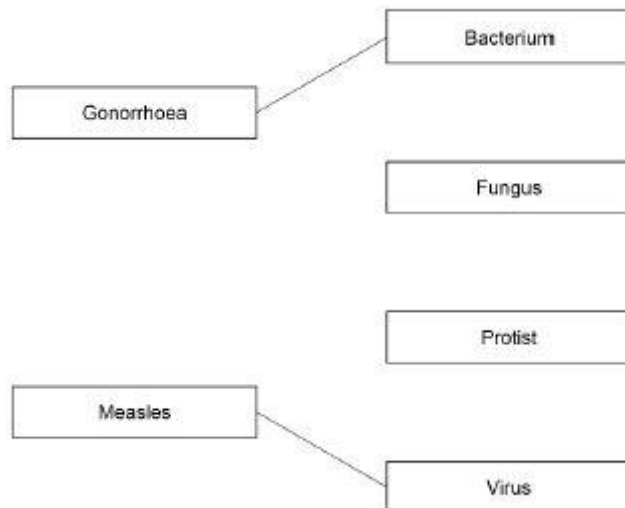 Bacterium
Gonorrhoea
Fungus
Protist
Measles
Virus